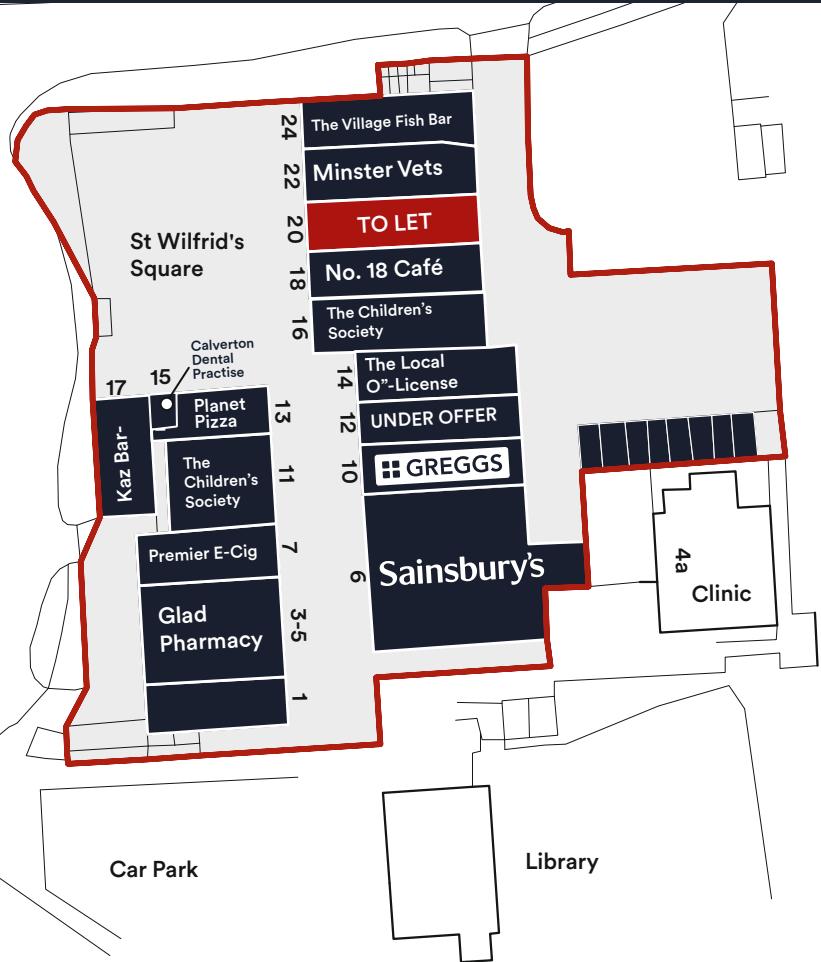 24
The Village Fish Bar
22
Minster Vets
20
TO LET
St Wilfrid's
Square
18
No. 18 Café
16
The Children's
Society
Calverton
Dental
Practise
14
The Local
O”-License
17
15
13
Planet
Pizza
12
UNDER OFFER
Kaz Bar-
11
The
Children's
Society
10
GREGGS
7
Premier E-Cig
6
Sainsbury's
4a
Clinic
3-5
Glad
Pharmacy
1
Car Park
Library